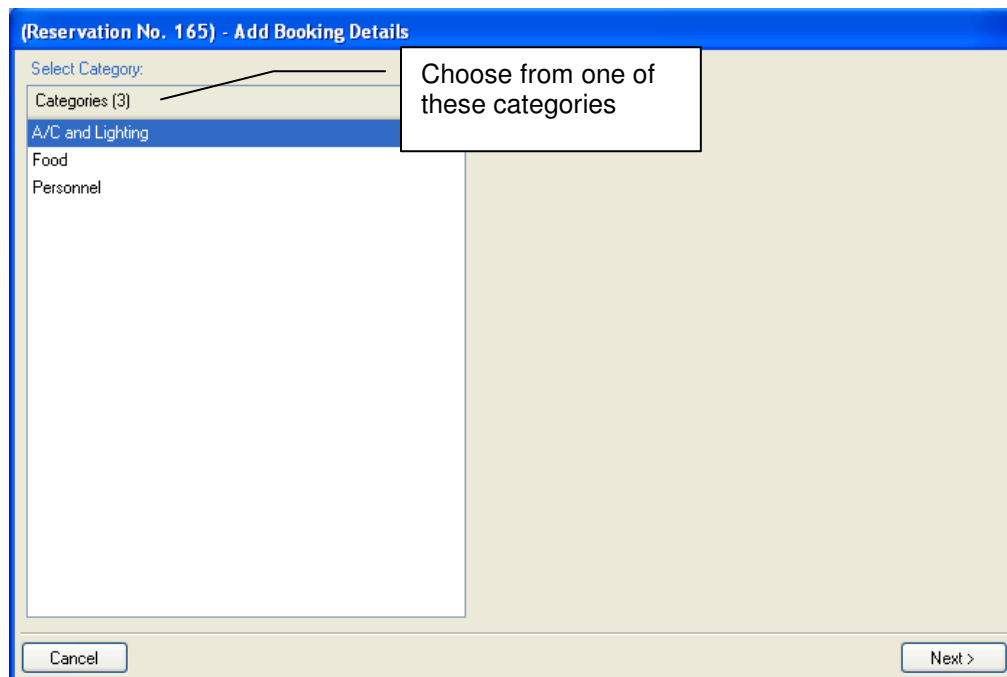 (Reservation No. 165) - Add Booking Details
Select Category:
Categories (3)
Choose from one of
these categories
A/C and Lighting
Food
Personnel
Cancel
Next >